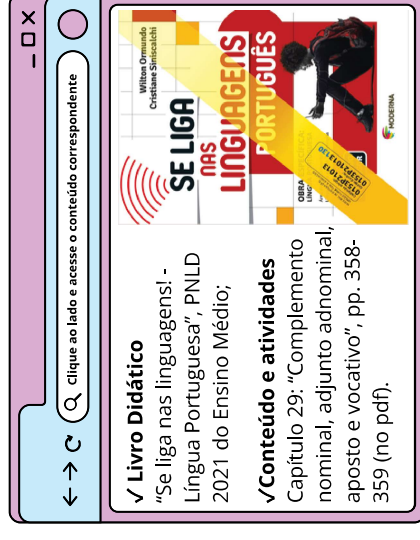 Clique ao lado e acesse o conteúdo correspondente
✓ Livro Didático
“Se liga nas linguagens! -
Língua Portuguesa”, PNLD
2021 do Ensino Médio;
✓Conteúdo e atividades
Capítulo 29: “Complemento
nominal, adjunto adnominal,
aposto e vocativo”, pp. 358-
359 (no pdf).
Wilton Ormundo
Cristiane Siniscalchi
SE LIGA
NAS
LINGUAGENS
PORTUGUÊS
OBRA
MODERNA